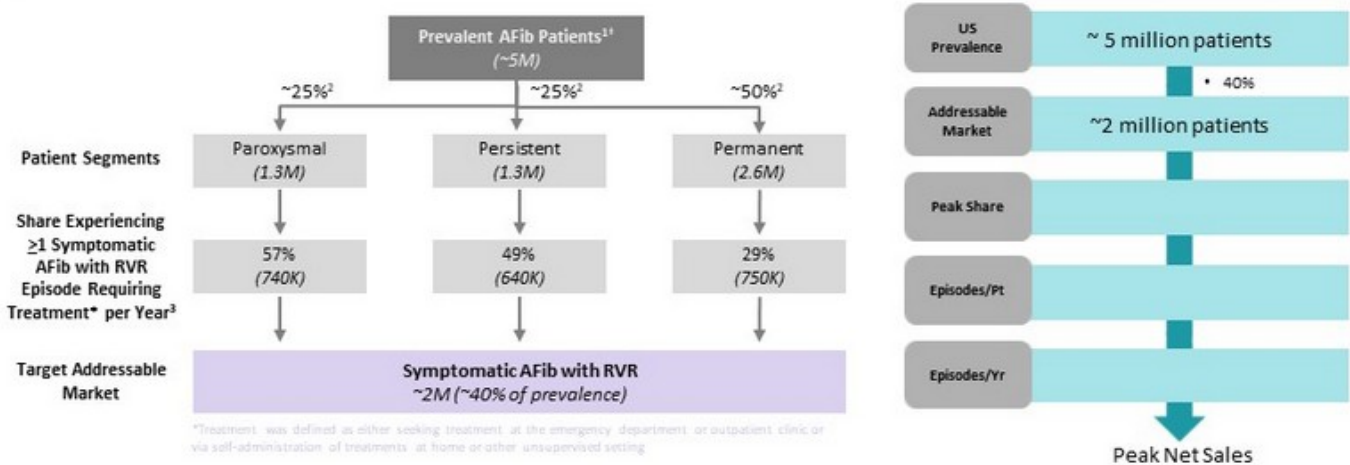 Prevalent AFib Patients¹†
(~5M)
~25%²
~25%²
~50%²
Patient Segments
Paroxysmal
(1.3M)
Persistent
(1.3M)
Permanent
(2.6M)
Share Experiencing
≥1 Symptomatic
AFib with RVR
Episode Requiring
Treatment* per Year³
57%
(740K)
49%
(640K)
29%
(750K)
Target Addressable
Market
Symptomatic AFib with RVR
~2M (~40% of prevalence)
*Treatment was defined as either seeking treatment at the emergency department or outpatient clinic or
via self-administration of treatments at home or other unsupervised setting
US
Prevalence
~ 5 million patients
• 40%
Addressable
Market
~2 million patients
Peak Share
Episodes/Pt
Episodes/Yr
Peak Net Sales